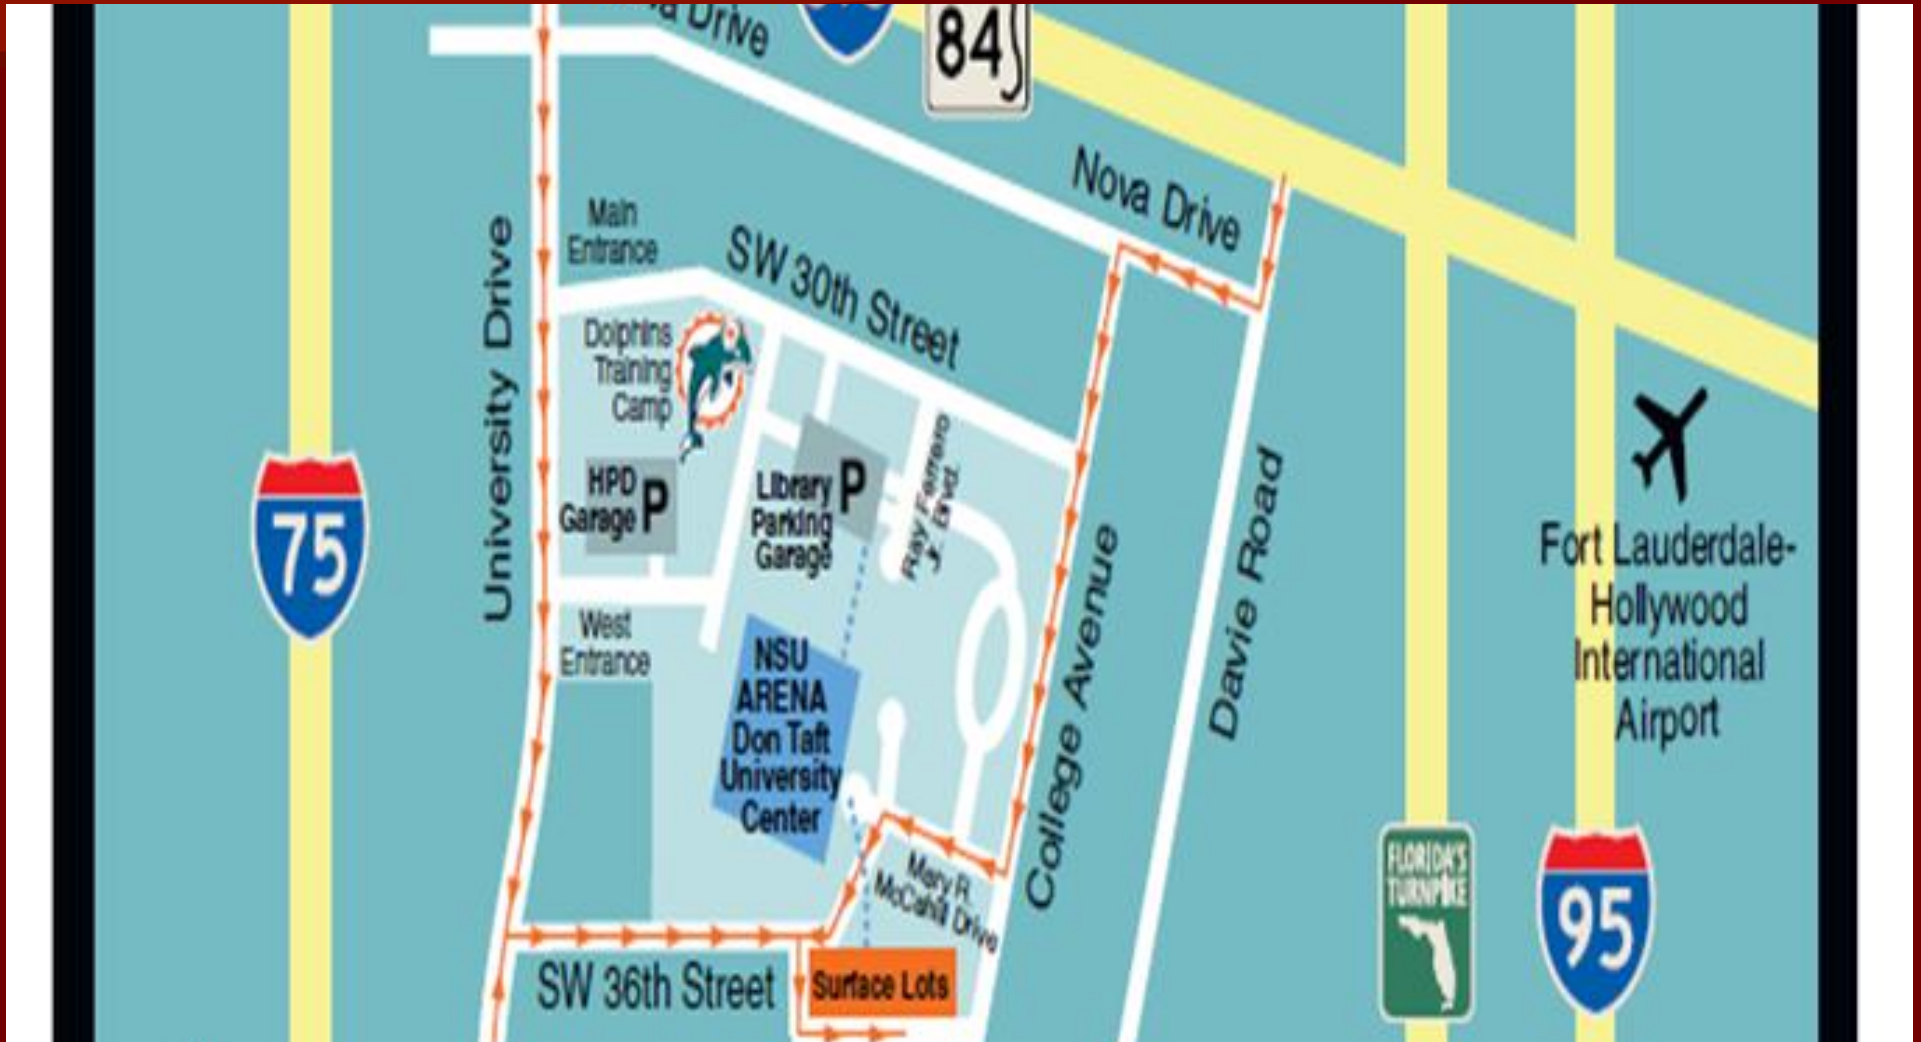 Drive
84
Nova Drive
Main
Entrance
SW 30th Street
University Drive
Dolphins
Training
Camp
HPD
Garage P
Library P
Parking
Garage
Ray Ferrero
Jr. Blvd.
75
West
Entrance
NSU
ARENA
Don Taft
University
Center
College Avenue
Davie Road
Fort Lauderdale-
Hollywood
International
Airport
Mary R.
McCahill Drive
FLORIDA'S
TURNPIKE
95
SW 36th Street
Surface Lots